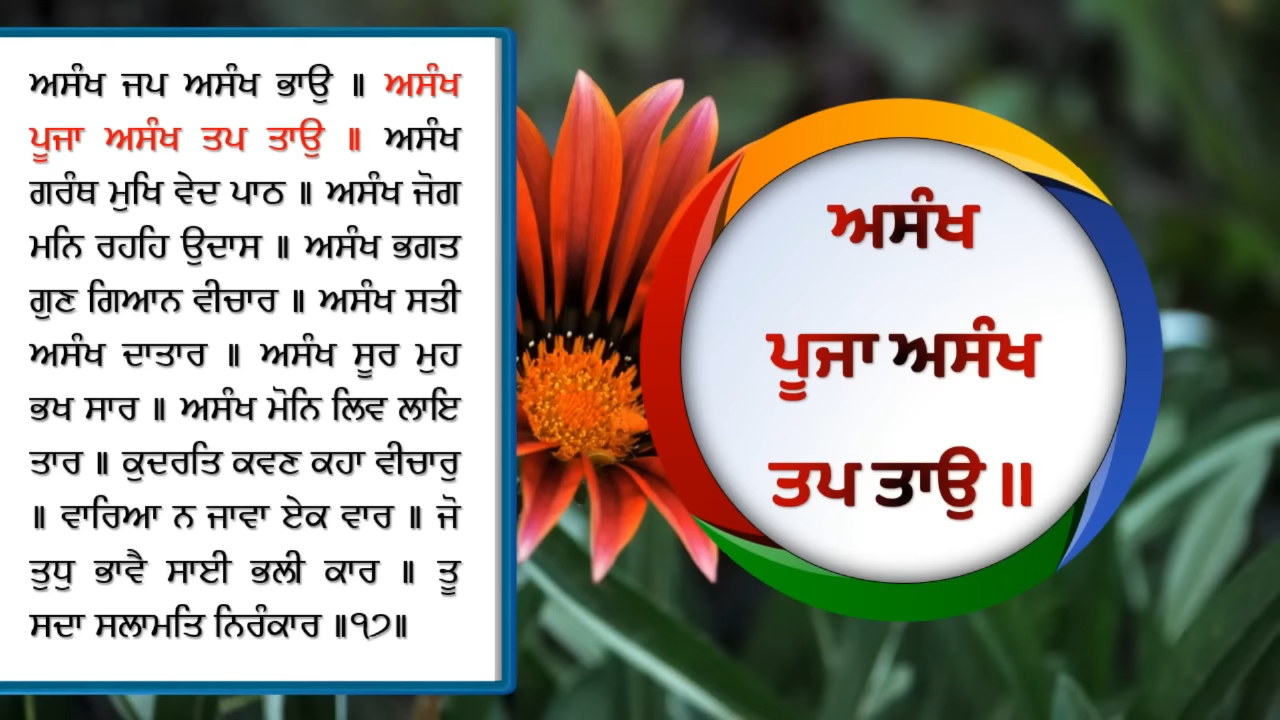 ਅਸੰਖ ਜਪ ਅਸੰਖ ਭਾਉ ॥ ਅਸੰਖ
ਪੂਜਾ ਅਸੰਖ ਤਪ ਤਾਉ ॥ ਅਸੰਖ
ਗਰੰਥ ਮੁਖਿ ਵੇਦ ਪਾਠ ॥ ਅਸੰਖ ਜੋਗ
ਮਨਿ ਰਹਹਿ ਉਦਾਸ ॥ ਅਸੰਖ ਭਗਤ
ਗੁਣ ਗਿਆਨ ਵੀਚਾਰ ॥ ਅਸੰਖ ਸਤੀ
ਅਸੰਖ ਦਾਤਾਰ ॥ ਅਸੰਖ ਸੂਰ ਮੁਹ
ਭਖ ਸਾਰ ॥ ਅਸੰਖ ਮੋਨਿ ਲਿਵ ਲਾਇ
ਤਾਰ ॥ ਕੁਦਰਤਿ ਕਵਣ ਕਹਾ ਵੀਚਾਰੁ
॥ ਵਾਰਿਆ ਨ ਜਾਵਾ ਏਕ ਵਾਰ ॥ ਜੋ
ਤੁਧੁ ਭਾਵੈ ਸਾਈ ਭਲੀ ਕਾਰ ॥ ਤੂ
ਸਦਾ ਸਲਾਮਤਿ ਨਿਰੰਕਾਰ ॥੧੭॥
ਅਸੰਖ
ਪੂਜਾ ਅਸੰਖ
ਤਪ ਤਾਉ ॥